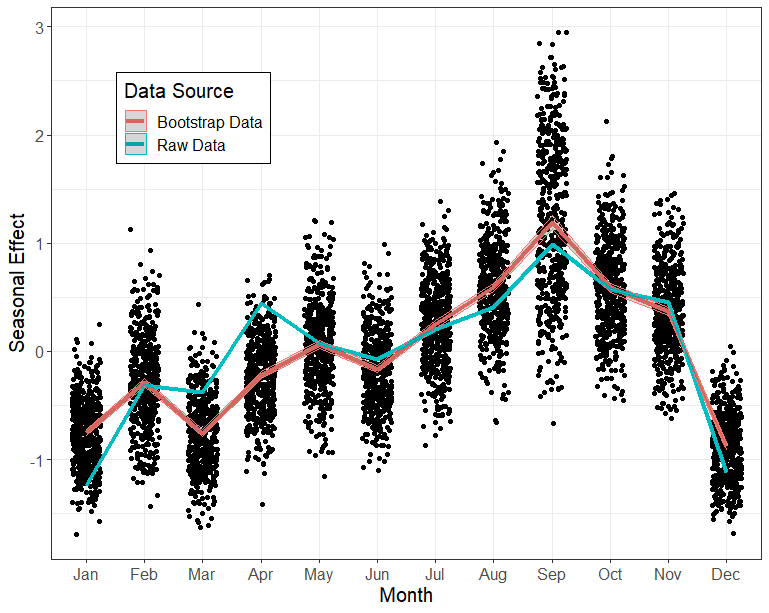 3
2
1
0
-1
Seasonal Effect
Data Source
Bootstrap Data
Raw Data
Jan Feb Mar Apr May Jun Jul Aug Sep Oct Nov Dec
Month